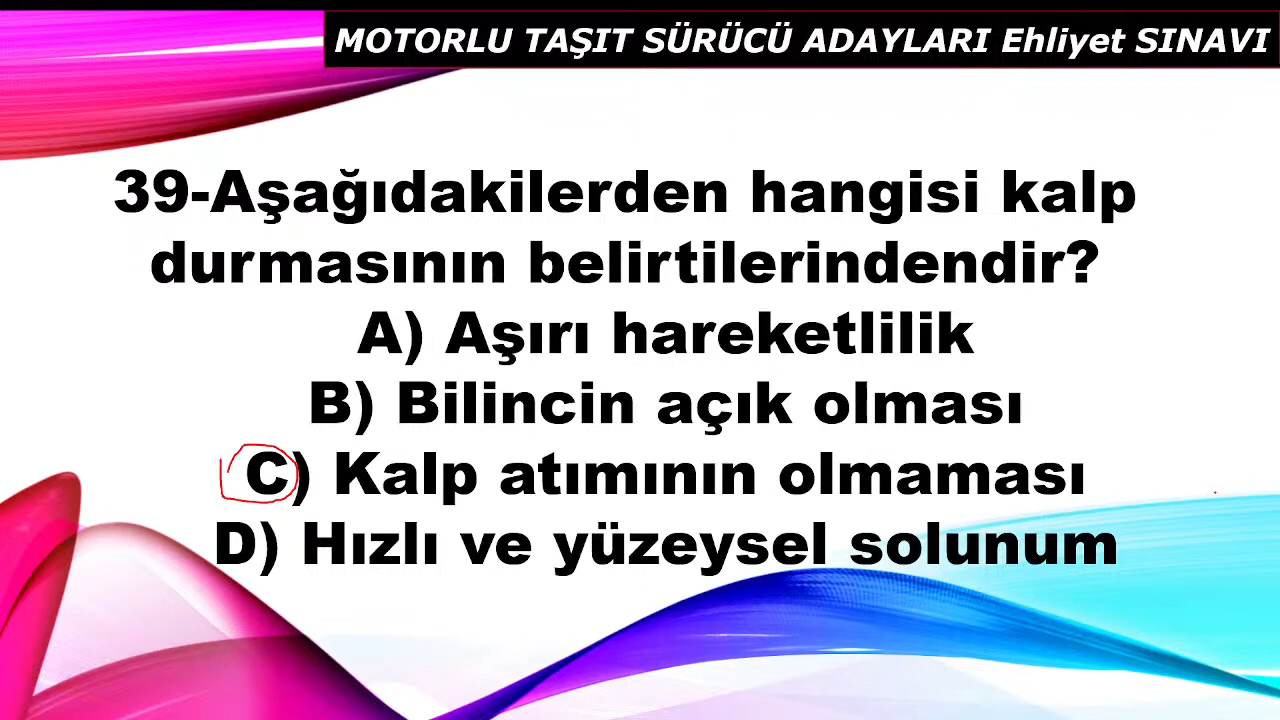 MOTORLU TAŞIT SÜRÜCÜ ADAYLARI Ehliyet SINAVI
39-Aşağıdakilerden hangisi kalp
durmasının belirtilerindendir?
A) Aşırı hareketlilik
B) Bilincin açık olması
C) Kalp atımının olmaması
D) Hızlı ve yüzeysel solunum